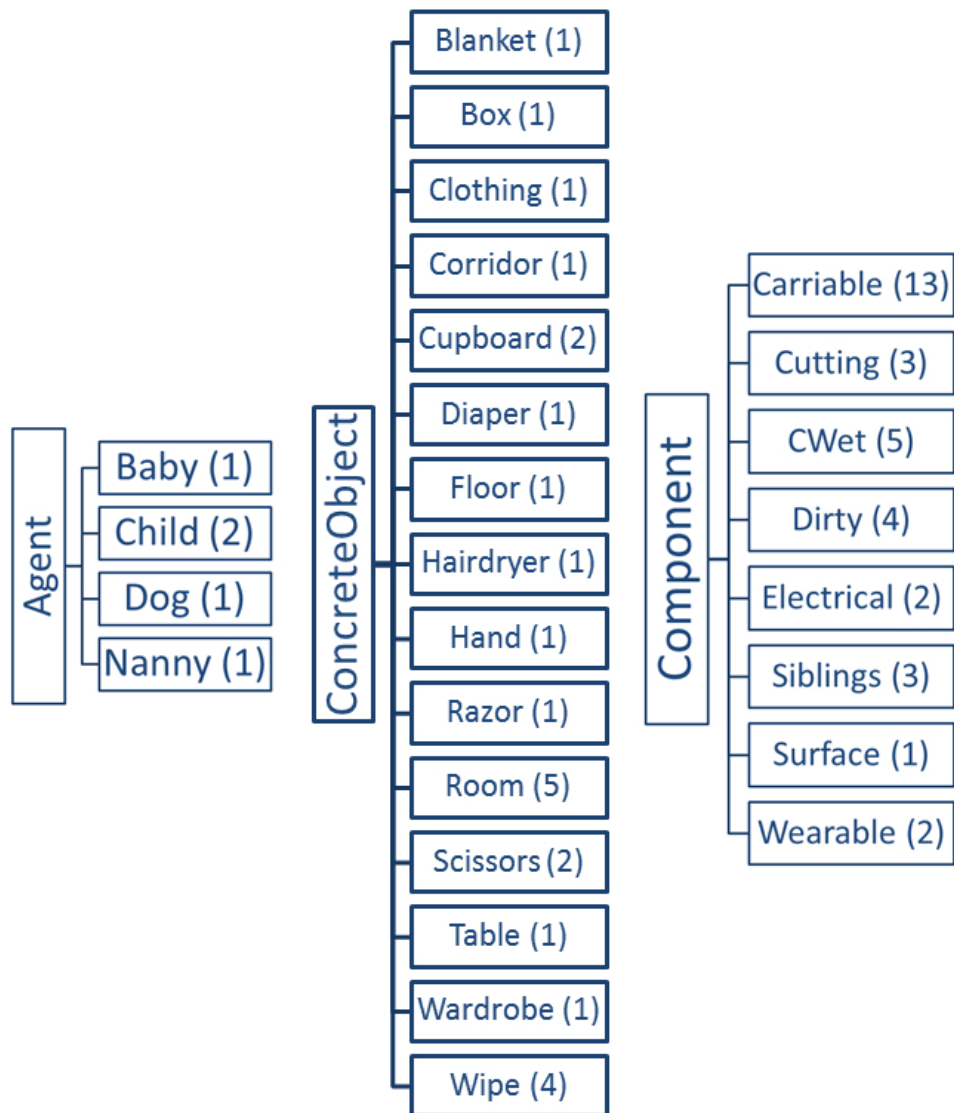 Agent
Baby (1)
Child (2)
Dog (1)
Nanny (1)
ConcreteObject
Blanket (1)
Box (1)
Clothing (1)
Corridor (1)
Cupboard (2)
Diaper (1)
Floor (1)
Hairdryer (1)
Hand (1)
Razor (1)
Room (5)
Scissors (2)
Table (1)
Wardrobe (1)
Wipe (4)
Component
Carriable (13)
Cutting (3)
CWet (5)
Dirty (4)
Electrical (2)
Siblings (3)
Surface (1)
Wearable (2)